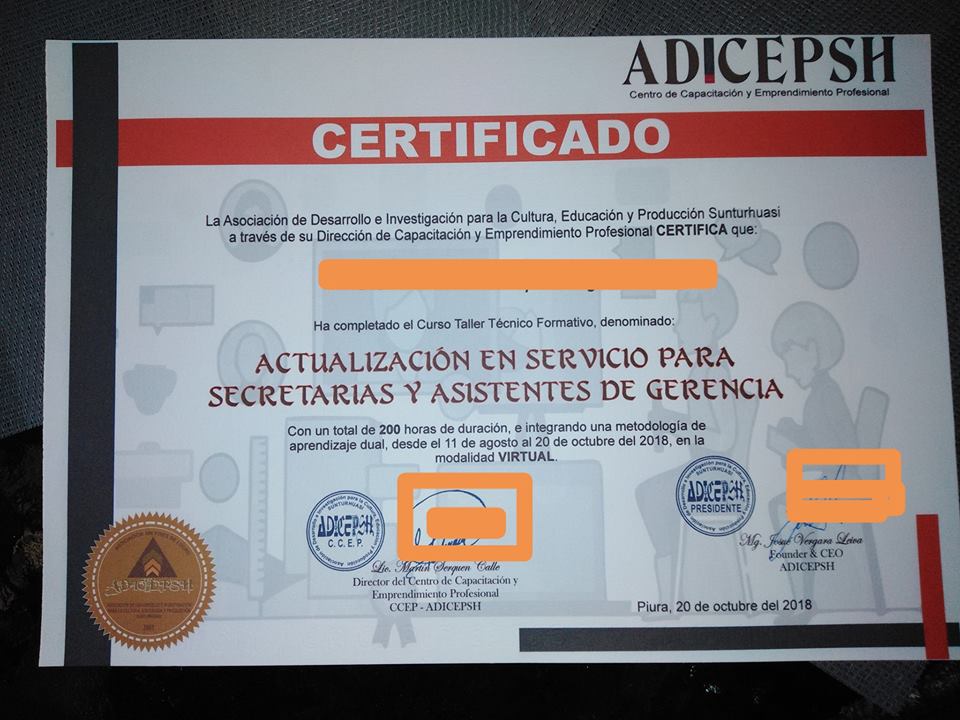 ADICEPSH
Centro de Capacitación y Emprendimiento Profesional
CERTIFICADO
La Asociación de Desarrollo e Investigación para la Cultura, Educación y Producción Sunturhuasi
a través de su Dirección de Capacitación y Emprendimiento Profesional CERTIFICA que:
Ha completado el Curso Taller Técnico Formativo, denominado:
ACTUALIZACIÓN EN SERVICIO PARA
SECRETARIAS Y ASISTENTES DE GERENCIA
Con un total de 200 horas de duración, e integrando una metodología de
aprendizaje dual, desde el 11 de agosto al 20 de octubre del 2018, en la
modalidad VIRTUAL.
SUNTURHUASI
ADICEPSH
C.C.E.P.
Lic. Martín Serquen Calle
Director del Centro de Capacitación y
Emprendimiento Profesional
CCEP - ADICEPSH
SUNTURHUASI
ADICEPSH
PRESIDENTE
Mg. Josué Vergara Leiva
Founder & CEO
ADICEPSH
Piura, 20 de octubre del 2018
ADICEPSH